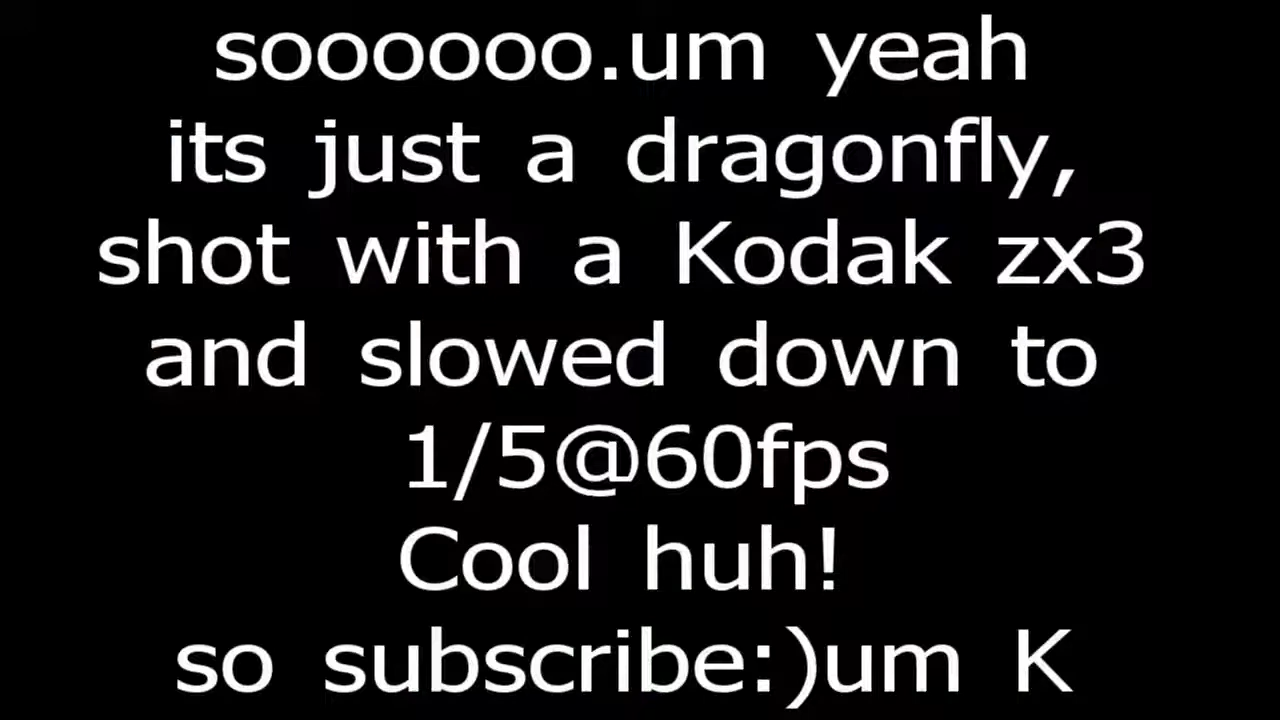 soooooo.um yeah
its just a dragonfly,
shot with a Kodak zx3
and slowed down to
1/5@60fps
Cool huh!
so subscribe:)um K